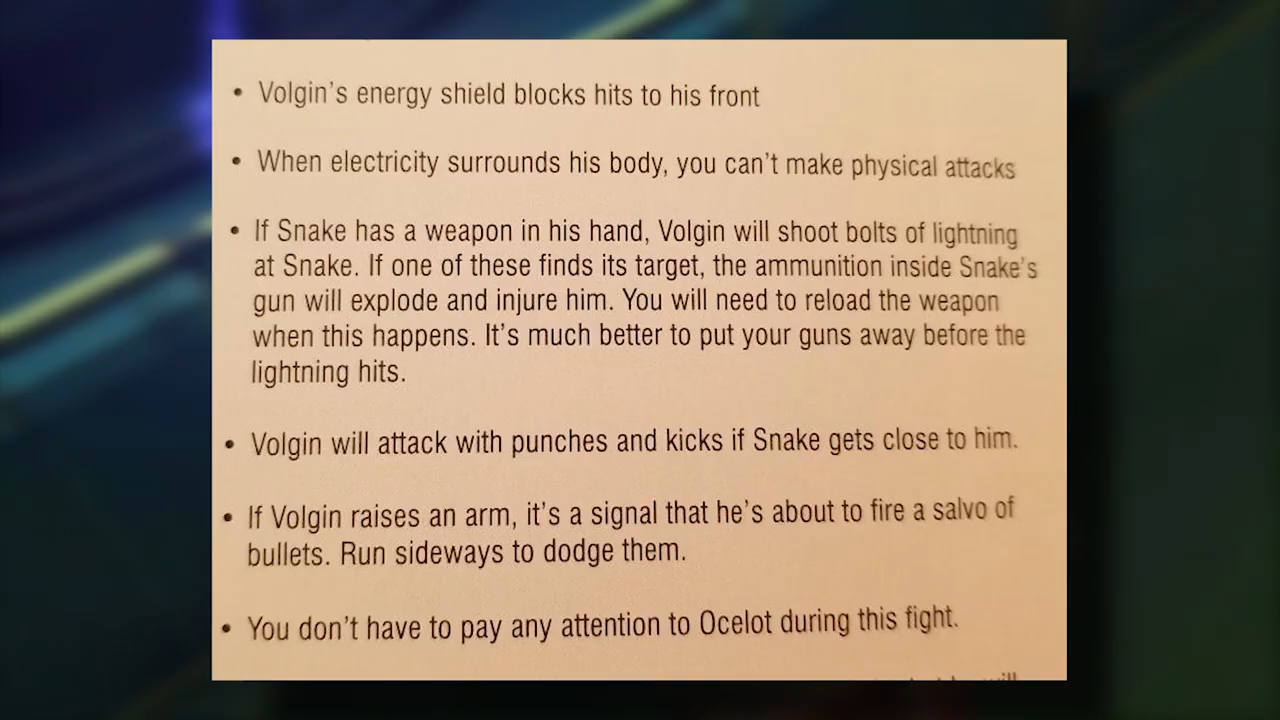 • Volgin's energy shield blocks hits to his front
• When electricity surrounds his body, you can't make physical attacks
• If Snake has a weapon in his hand, Volgin will shoot bolts of lightning
at Snake. If one of these finds its target, the ammunition inside Snake's
gun will explode and injure him. You will need to reload the weapon
when this happens. It's much better to put your guns away before the
lightning hits.
• Volgin will attack with punches and kicks if Snake gets close to him.
• If Volgin raises an arm, it's a signal that he's about to fire a salvo of
bullets. Run sideways to dodge them.
• You don't have to pay any attention to Ocelot during this fight.